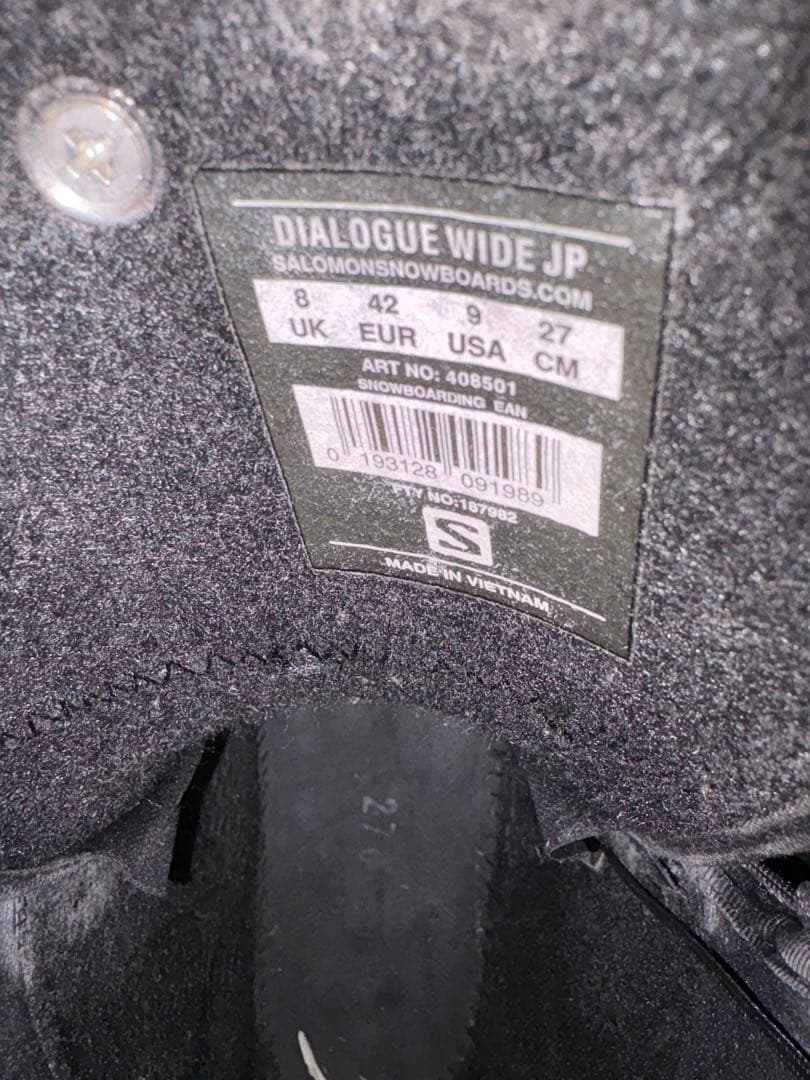 DIALOGUE WIDE JP
SALOMONSNOWBOARDS.COM
8 42 9 27
UK EUR USA CM
ART NO: 408501
SNOWBOARDING EAN
0 193128 091989
NO:187982
S
MADE IN VIETNAM
27